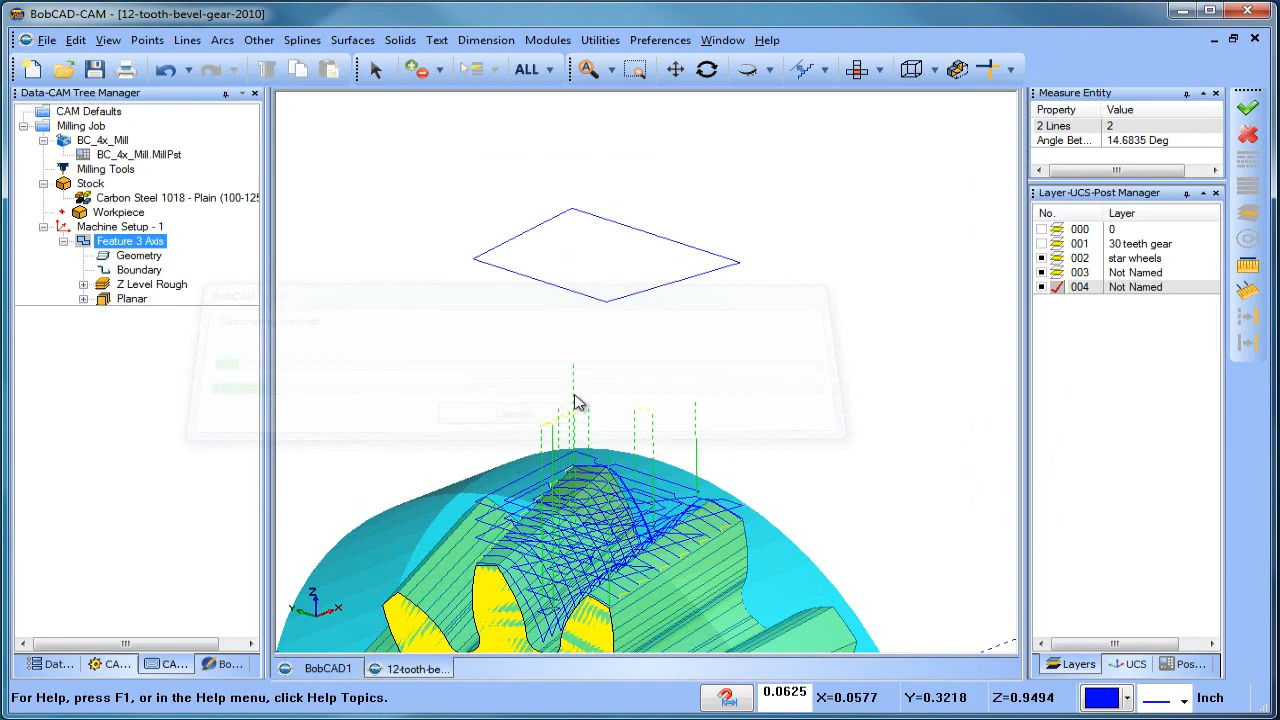 BobCAD-CAM - [12-tooth-bevel-gear-2010]
File Edit View Points Lines Arcs Other Splines Surfaces Solids Text Dimension Modules Utilities Preferences Window Help
ALL
Data-CAM Tree Manager
CAM Defaults
Milling Job
BC_4x_Mill
BC_4x_Mill.MillPst
Milling Tools
Stock
Carbon Steel 1018 - Plain (100-125
Workpiece
Machine Setup - 1
Feature 3 Axis
Geometry
Boundary
Z Level Rough
Planar
Cancel
Z
Y
X
Measure Entity
Property Value
2 Lines 2
Angle Bet... 14.6835 Deg
Layer-UCS-Post Manager
No. Layer
000 0
001 30 teeth gear
002 star wheels
003 Not Named
004 Not Named
Dat... CA... CA... Bo...
BobCAD1 12-tooth-be...
Layers UCS Pos...
For Help, press F1, or in the Help menu, click Help Topics.
0.0625 X=0.0577 Y=0.3218 Z=0.9494 Inch